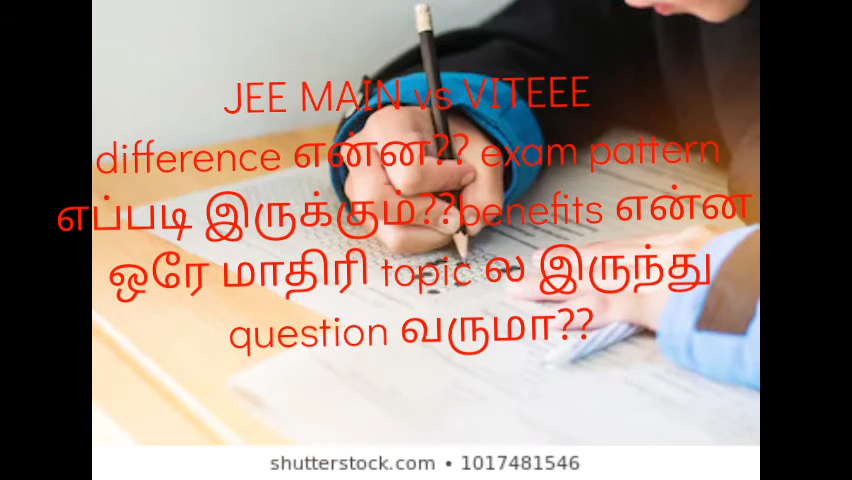 JEE MAIN vs VITEEE
difference என்ன?? exam pattern
எப்படி இருக்கும்??benefits என்ன
ஒரே மாதிரி topic ல இருந்து
question வருமா??
shutterstock.com • 1017481546